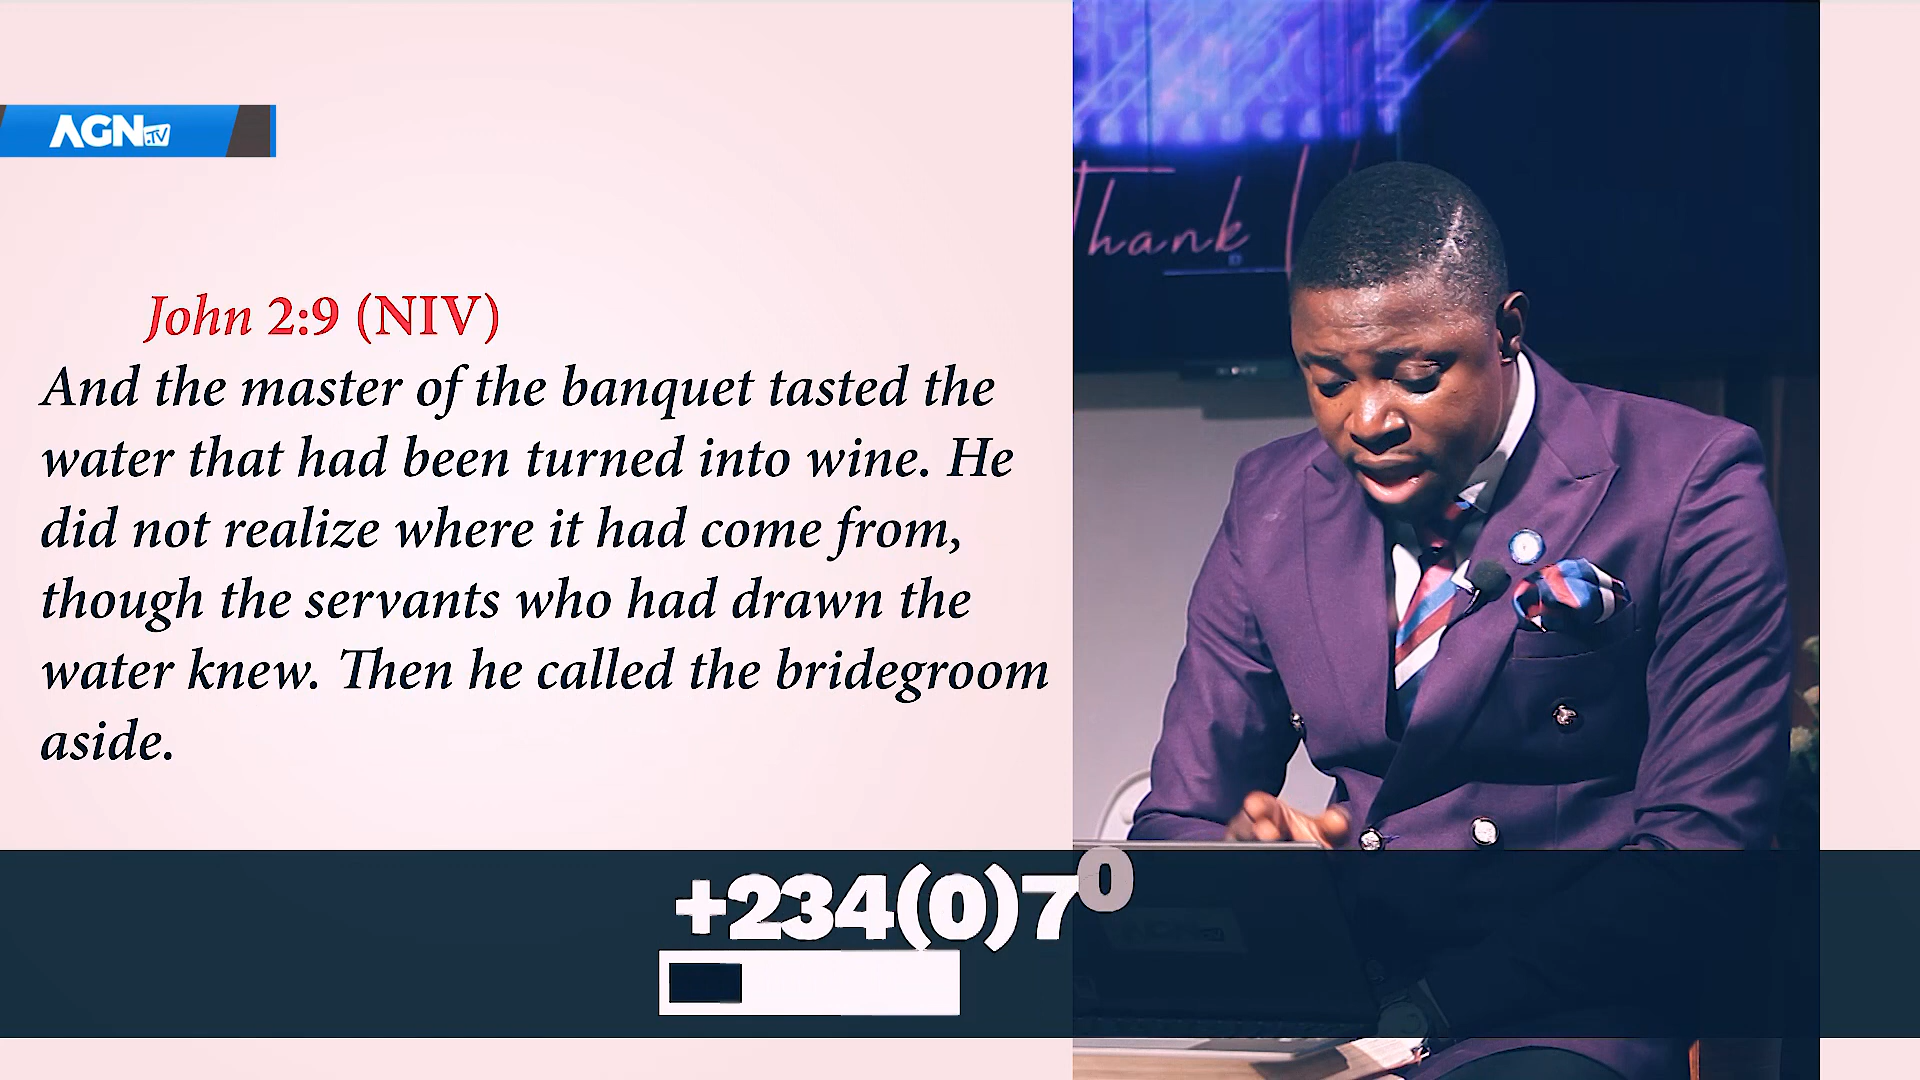 AGN.TV
Thank
John 2:9 (NIV)
And the master of the banquet tasted the
water that had been turned into wine. He
did not realize where it had come from,
though the servants who had drawn the
water knew. Then he called the bridegroom
aside.
+234(0)70